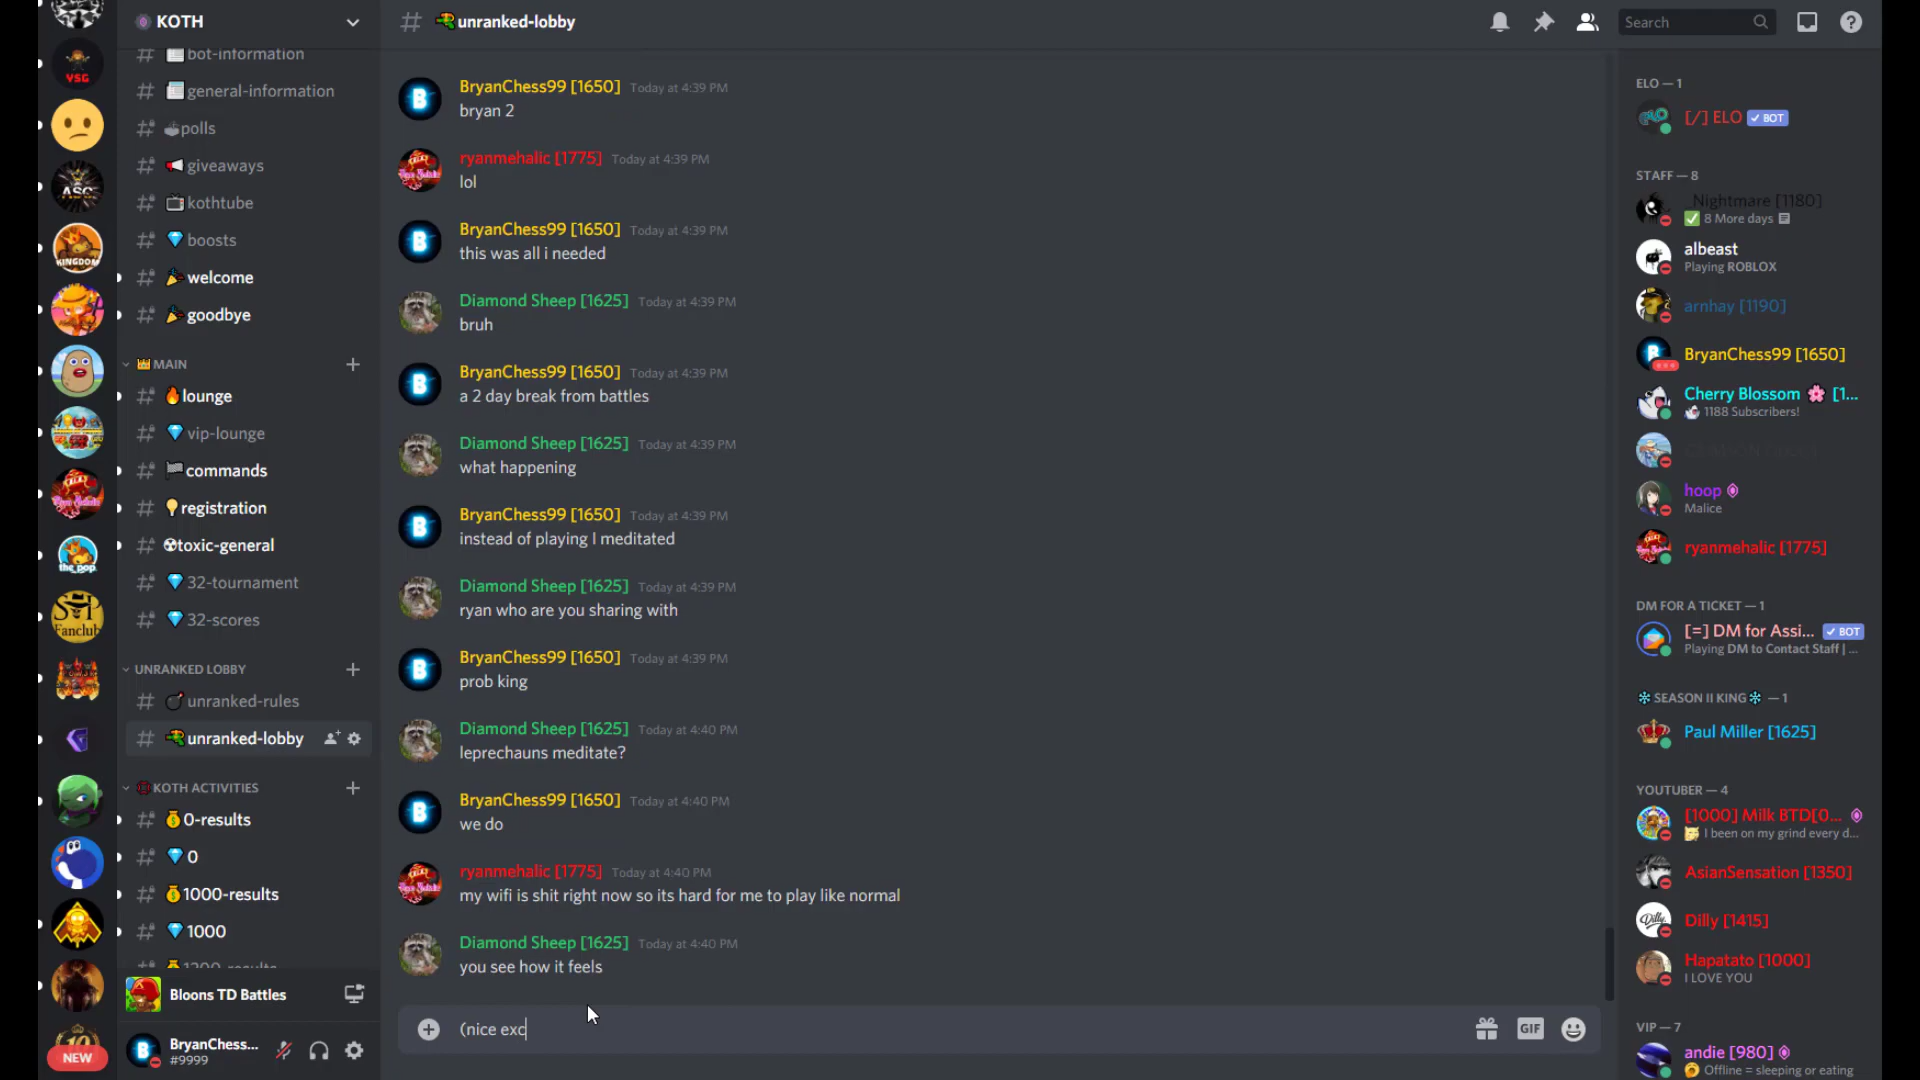 YSG
ASC
KINGDOM
the pop
Fanclub
NEW
KOTH
bot-information
general-information
polls
giveaways
kothtube
boosts
welcome
goodbye
MAIN
lounge
vip-lounge
commands
registration
toxic-general
32-tournament
32-scores
UNRANKED LOBBY
unranked-rules
unranked-lobby
KOTH ACTIVITIES
0-results
0
1000-results
1000
Bloons TD Battles
BryanChess...
#9999
unranked-lobby
Search
BryanChess99 [1650] Today at 4:39 PM
bryan 2
ryanmehalic [1775] Today at 4:39 PM
lol
BryanChess99 [1650] Today at 4:39 PM
this was all i needed
Diamond Sheep [1625] Today at 4:39 PM
bruh
BryanChess99 [1650] Today at 4:39 PM
a 2 day break from battles
Diamond Sheep [1625] Today at 4:39 PM
what happening
BryanChess99 [1650] Today at 4:39 PM
instead of playing I meditated
Diamond Sheep [1625] Today at 4:39 PM
ryan who are you sharing with
BryanChess99 [1650] Today at 4:39 PM
prob king
Diamond Sheep [1625] Today at 4:40 PM
leprechauns meditate?
BryanChess99 [1650] Today at 4:40 PM
we do
ryanmehalic [1775] Today at 4:40 PM
my wifi is shit right now so its hard for me to play like normal
Diamond Sheep [1625] Today at 4:40 PM
you see how it feels
(nice exc
GIF
ELO — 1
[/] ELO BOT
STAFF — 8
_Nightmare [1180]
8 More days
albeast
Playing ROBLOX
arnhay [1190]
BryanChess99 [1650]
Cherry Blossom [1...
1188 Subscribers!
hoop
Malice
ryanmehalic [1775]
DM FOR A TICKET — 1
[=] DM for Assi... BOT
Playing DM to Contact Staff | ...
SEASON II KING — 1
Paul Miller [1625]
YOUTUBER — 4
[1000] Milk BTD[0...
I been on my grind every d...
AsianSensation [1350]
Dilly [1415]
Hapatato [1000]
I LOVE YOU
VIP — 7
andie [980]
Offline = sleeping or eating